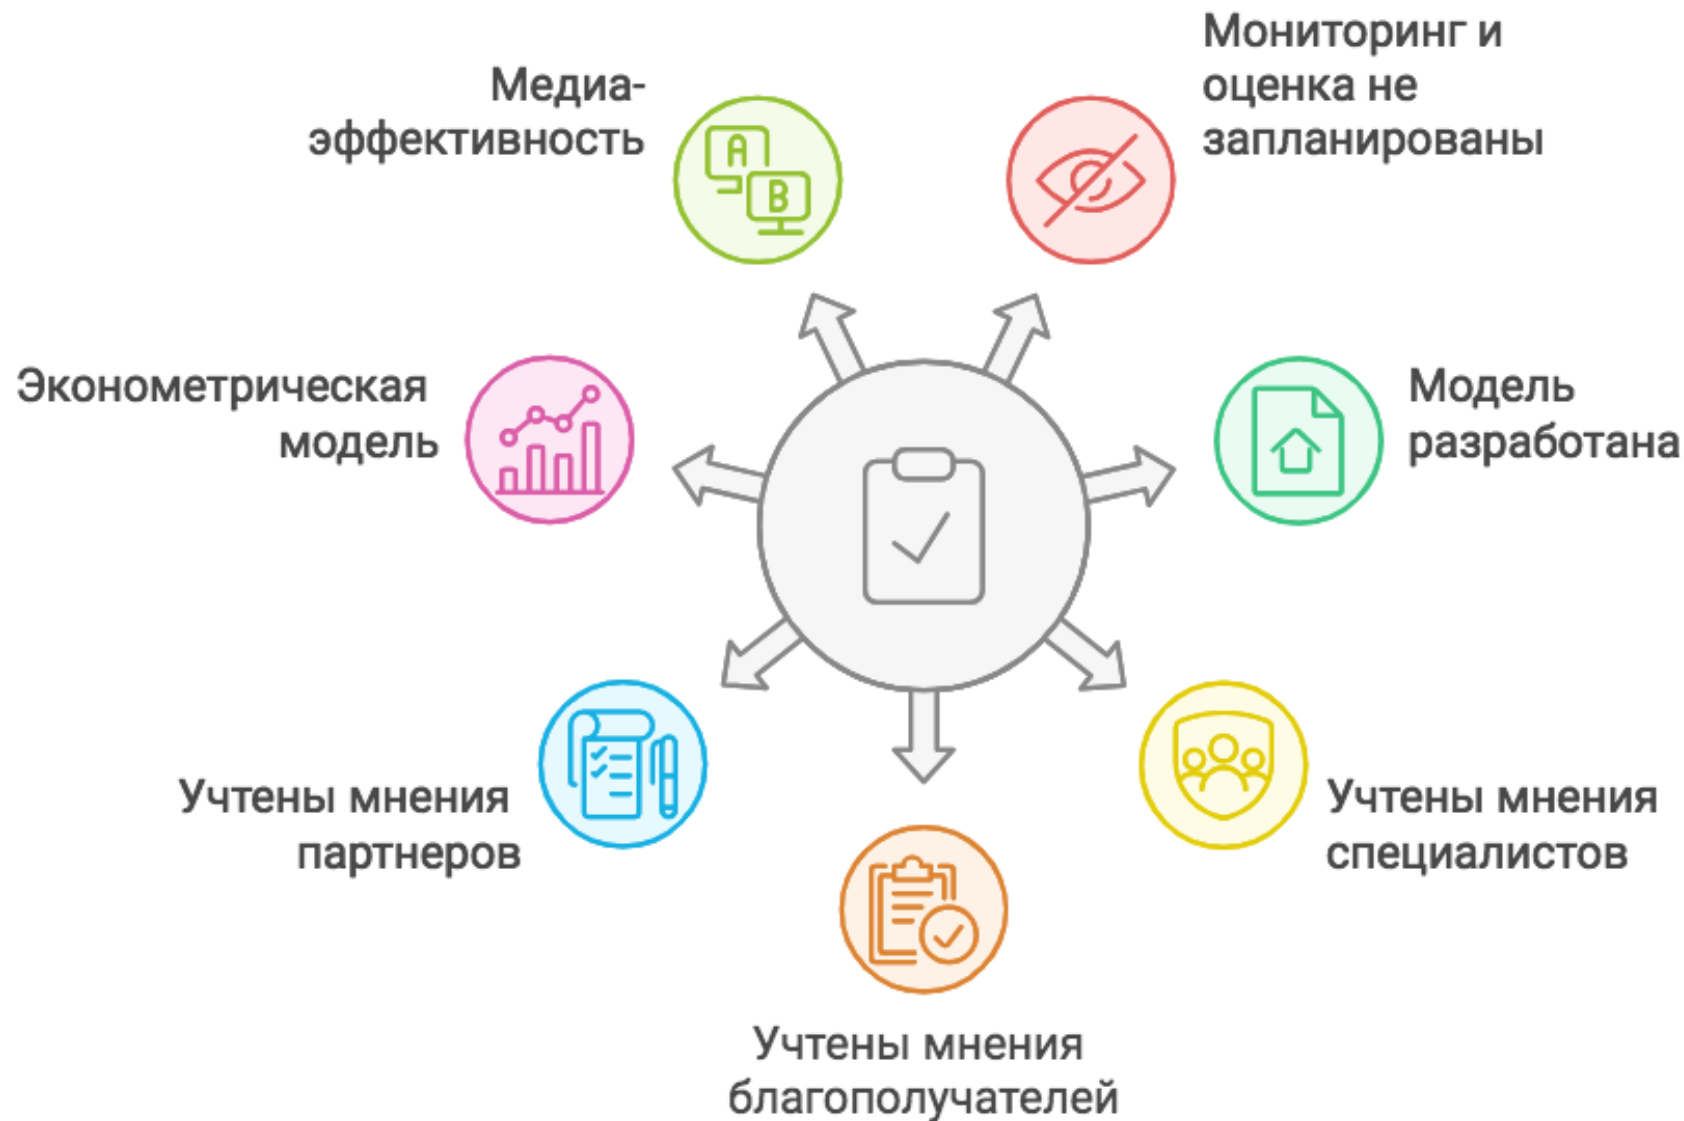 Мониторинг и
оценка не
запланированы
Медиа-
эффективность
A
B
Эконометрическая
модель
Модель
разработана
Учтены мнения
партнеров
Учтены мнения
специалистов
Учтены мнения
благополучателей